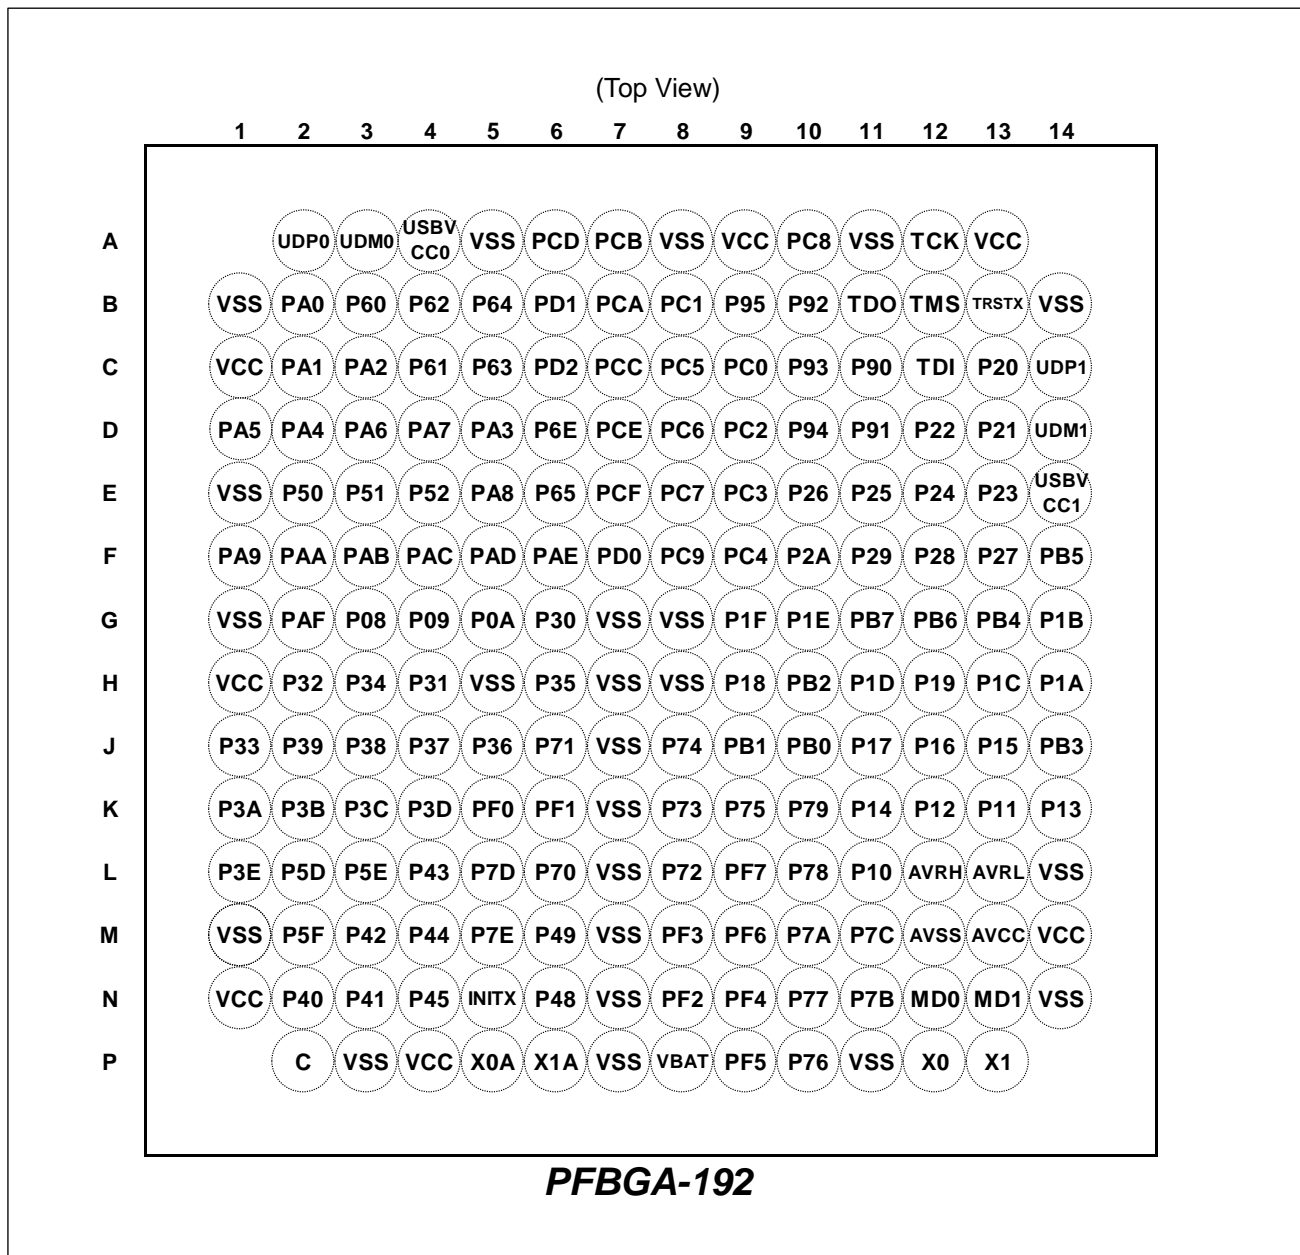 (Top View)
1 2 3 4 5 6 7 8 9 10 11 12 13 14
A UDP0 UDM0 USBV CC0 VSS PCD PCB VSS VCC PC8 VSS TCK VCC
B VSS PA0 P60 P62 P64 PD1 PCA PC1 P95 P92 TDO TMS TRSTX VSS
C VCC PA1 PA2 P61 P63 PD2 PCC PC5 PC0 P93 P90 TDI P20 UDP1
D PA5 PA4 PA6 PA7 PA3 P6E PCE PC6 PC2 P94 P91 P22 P21 UDM1
E VSS P50 P51 P52 PA8 P65 PCF PC7 PC3 P26 P25 P24 P23 USBV CC1
F PA9 PAA PAB PAC PAD PAE PD0 PC9 PC4 P2A P29 P28 P27 PB5
G VSS PAF P08 P09 P0A P30 VSS VSS P1F P1E PB7 PB6 PB4 P1B
H VCC P32 P34 P31 VSS P35 VSS VSS P18 PB2 P1D P19 P1C P1A
J P33 P39 P38 P37 P36 P71 VSS P74 PB1 PB0 P17 P16 P15 PB3
K P3A P3B P3C P3D PF0 PF1 VSS P73 P75 P79 P14 P12 P11 P13
L P3E P5D P5E P43 P7D P70 VSS P72 PF7 P78 P10 AVRH AVRL VSS
M VSS P5F P42 P44 P7E P49 VSS PF3 PF6 P7A P7C AVSS AVCC VCC
N VCC P40 P41 P45 INITX P48 VSS PF2 PF4 P77 P7B MD0 MD1 VSS
P C VSS VCC X0A X1A VSS VBAT PF5 P76 VSS X0 X1
PFBGA-192